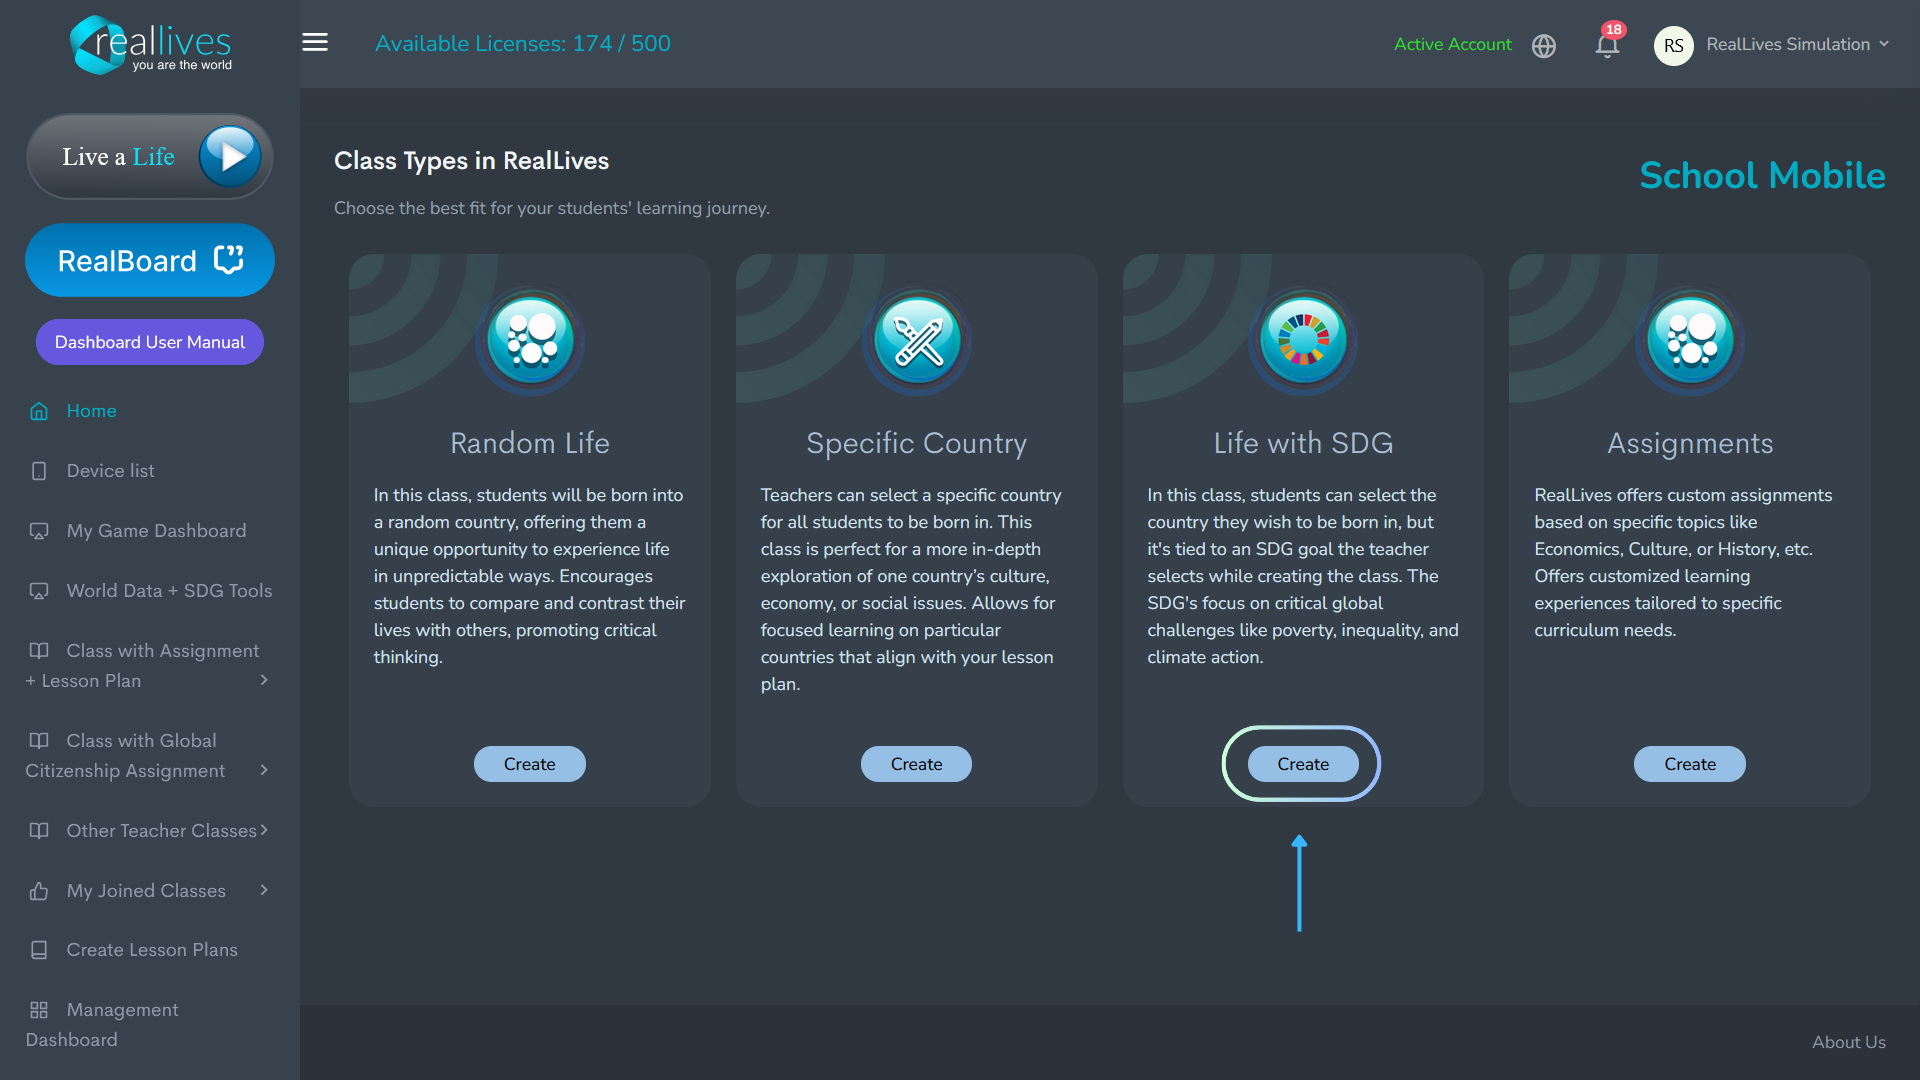 reallives
you are the world
Available Licenses: 174 / 500
Active Account
18
RS
RealLives Simulation
Live a Life
RealBoard
Dashboard User Manual
Home
Device list
My Game Dashboard
World Data + SDG Tools
Class with Assignment
+ Lesson Plan
Class with Global
Citizenship Assignment
Other Teacher Classes
My Joined Classes
Create Lesson Plans
Management
Dashboard
Class Types in RealLives
School Mobile
Choose the best fit for your students' learning journey.
Random Life
In this class, students will be born into
a random country, offering them a
unique opportunity to experience life
in unpredictable ways. Encourages
students to compare and contrast their
lives with others, promoting critical
thinking.
Create
Specific Country
Teachers can select a specific country
for all students to be born in. This
class is perfect for a more in-depth
exploration of one country’s culture,
economy, or social issues. Allows for
focused learning on particular
countries that align with your lesson
plan.
Create
Life with SDG
In this class, students can select the
country they wish to be born in, but
it's tied to an SDG goal the teacher
selects while creating the class. The
SDG's focus on critical global
challenges like poverty, inequality, and
climate action.
Create
Assignments
RealLives offers custom assignments
based on specific topics like
Economics, Culture, or History, etc.
Offers customized learning
experiences tailored to specific
curriculum needs.
Create
About Us